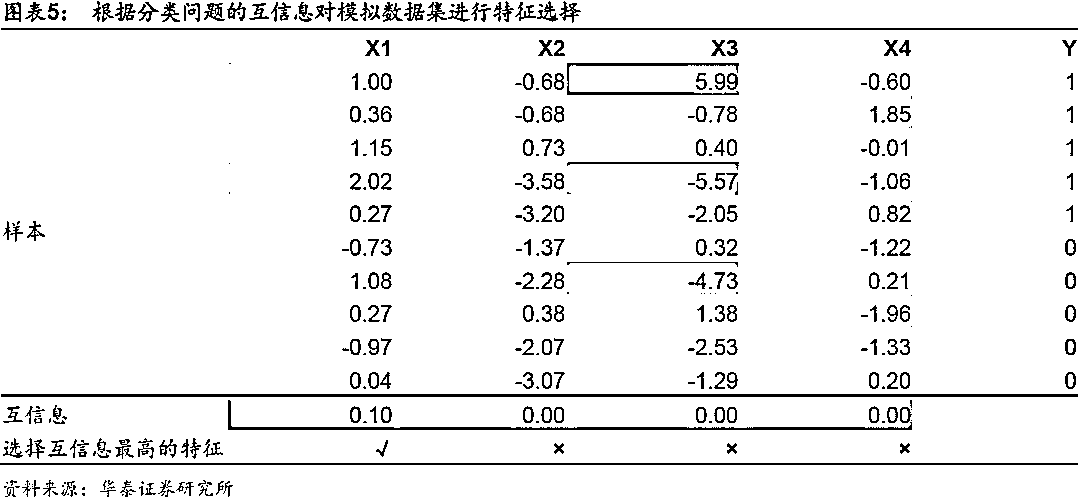 图表5： 根据分类问题的互信息对模拟数据集进行特征选择
X1 X2 X3 X4 Y
1.00 -0.68 5.99 -0.60 1
0.36 -0.68 -0.78 1.85 1
1.15 0.73 0.40 -0.01 1
2.02 -3.58 -5.57 -1.06 1
0.27 -3.20 -2.05 0.82 1
样本
-0.73 -1.37 0.32 -1.22 0
1.08 -2.28 -4.73 0.21 0
0.27 0.38 1.38 -1.96 0
-0.97 -2.07 -2.53 -1.33 0
0.04 -3.07 -1.29 0.20 0
互信息 0.10 0.00 0.00 0.00
选择互信息最高的特征 √ × × ×
资料来源：华泰证券研究所